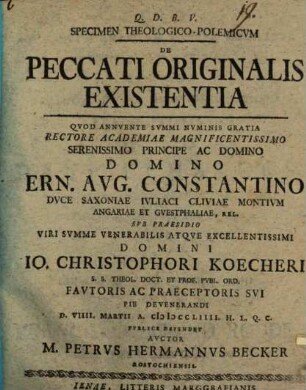 19.
Q. D. B. V.
SPECIMEN THEOLOGICO-POLEMICVM
DE
PECCATI ORIGINALIS
EXISTENTIA
QVOD ANNVENTE SVMMI NVMINIS GRATIA
RECTORE ACADEMIAE MAGNIFICENTISSIMO
SERENISSIMO PRINCIPE AC DOMINO
DOMINO
ERN. AVG. CONSTANTINO
DVCE SAXONIAE IVLIACI CLIVIAE MONTIVM
ANGARIAE ET GVESTPHALIAE, REL.
SVB PRAESIDIO
VIRI SVMME VENERABILIS ATQVE EXCELLENTISSIMI
DOMINI
IO. CHRISTOPHORI KOECHERI
S. S. THEOL. DOCT. ET PROF. PVBL. ORD.
FAVTORIS AC PRAECEPTORIS SVI
PIE DEVENERANDI
D. VIIII. MARTII A. CIƆIƆCCLIIII. H. L. Q. C.
PVBLICE DEFENDET
AVCTOR
M. PETRVS HERMANNVS BECKER
ROSTOCHIENSIS.
IENAE, LITTERIS MARGGRAFIANIS